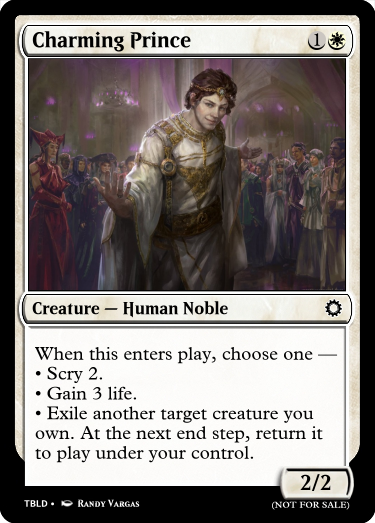 Charming Prince 1
Creature — Human Noble
When this enters play, choose one —
• Scry 2.
• Gain 3 life.
• Exile another target creature you
own. At the next end step, return it
to play under your control.
2/2
TBLD • Randy Vargas
(NOT FOR SALE)